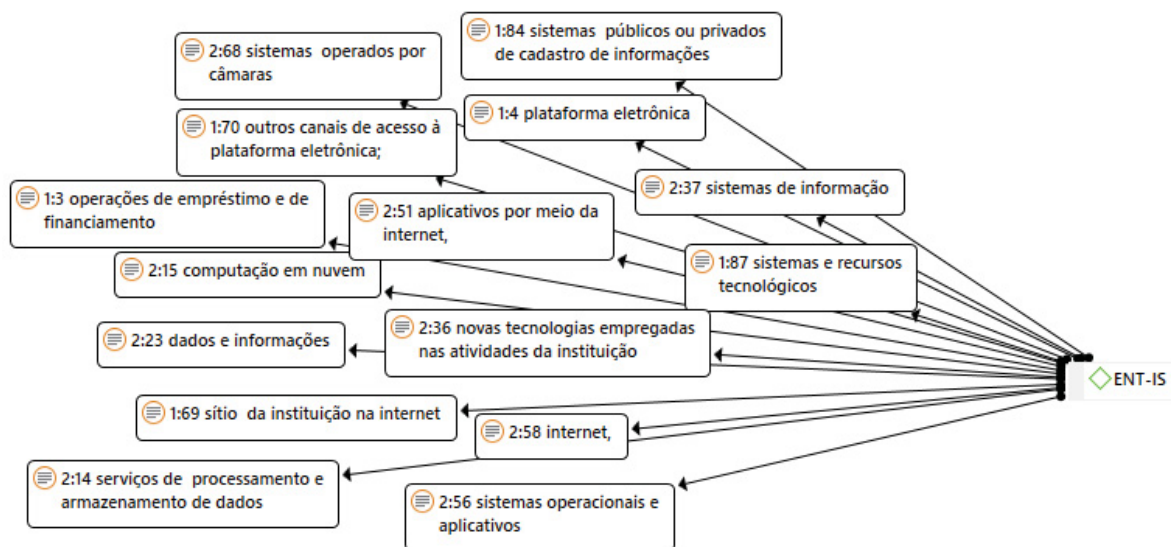 1:84 sistemas  públicos ou privados
de cadastro de informações
2:68 sistemas  operados por
câmaras
1:4 plataforma eletrônica
1:70 outros canais de acesso à
plataforma eletrônica;
2:37 sistemas de informação
1:3 operações de empréstimo e de
financiamento
2:51 aplicativos por meio da
internet,
1:87 sistemas e recursos
tecnológicos
2:15 computação em nuvem
2:36 novas tecnologias empregadas
nas atividades da instituição
2:23 dados e informações
ENT-IS
1:69 sítio  da instituição na internet
2:58 internet,
2:14 serviços de  processamento e
armazenamento de dados
2:56 sistemas operacionais e
aplicativos